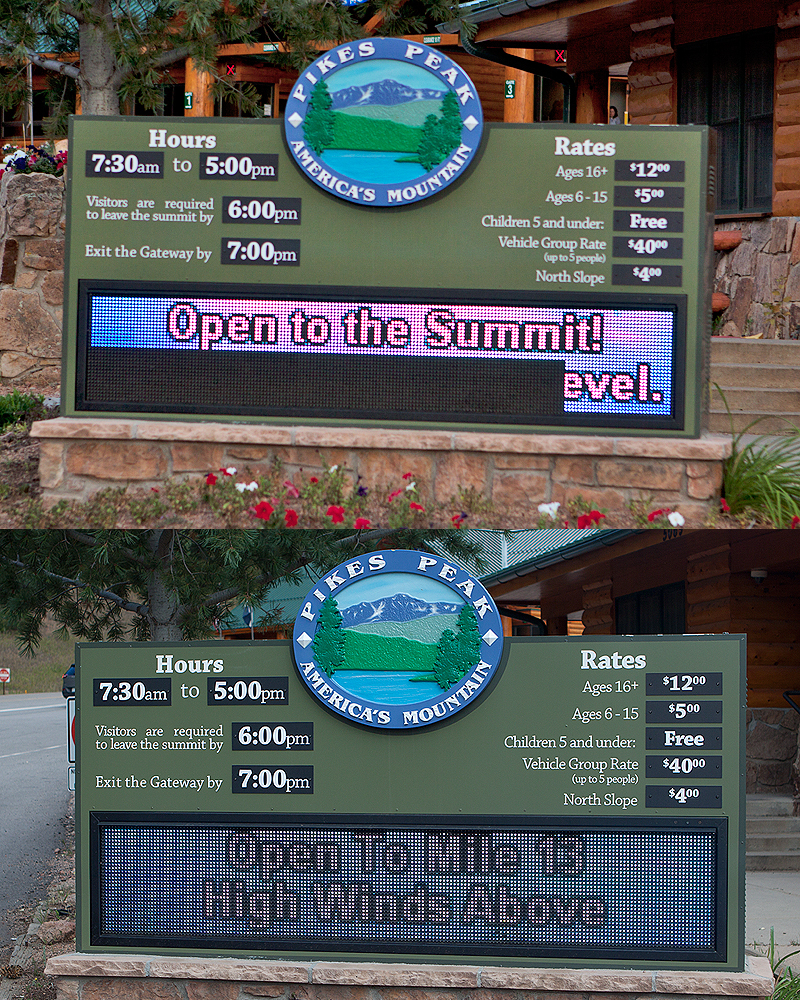 PIKES PEAK
AMERICA'S MOUNTAIN
Hours
7:30am to 5:00pm
Visitors are required
to leave the summit by 6:00pm
Exit the Gateway by 7:00pm
Rates
Ages 16+ $12.00
Ages 6 - 15 $5.00
Children 5 and under: Free
Vehicle Group Rate $40.00
(up to 5 people)
North Slope $4.00
Open to the Summit!
evel.
1
3
PIKES PEAK
AMERICA'S MOUNTAIN
Hours
7:30am to 5:00pm
Visitors are required
to leave the summit by 6:00pm
Exit the Gateway by 7:00pm
Rates
Ages 16+ $12.00
Ages 6 - 15 $5.00
Children 5 and under: Free
Vehicle Group Rate $40.00
(up to 5 people)
North Slope $4.00
Open To Mile 15
High Winds Above